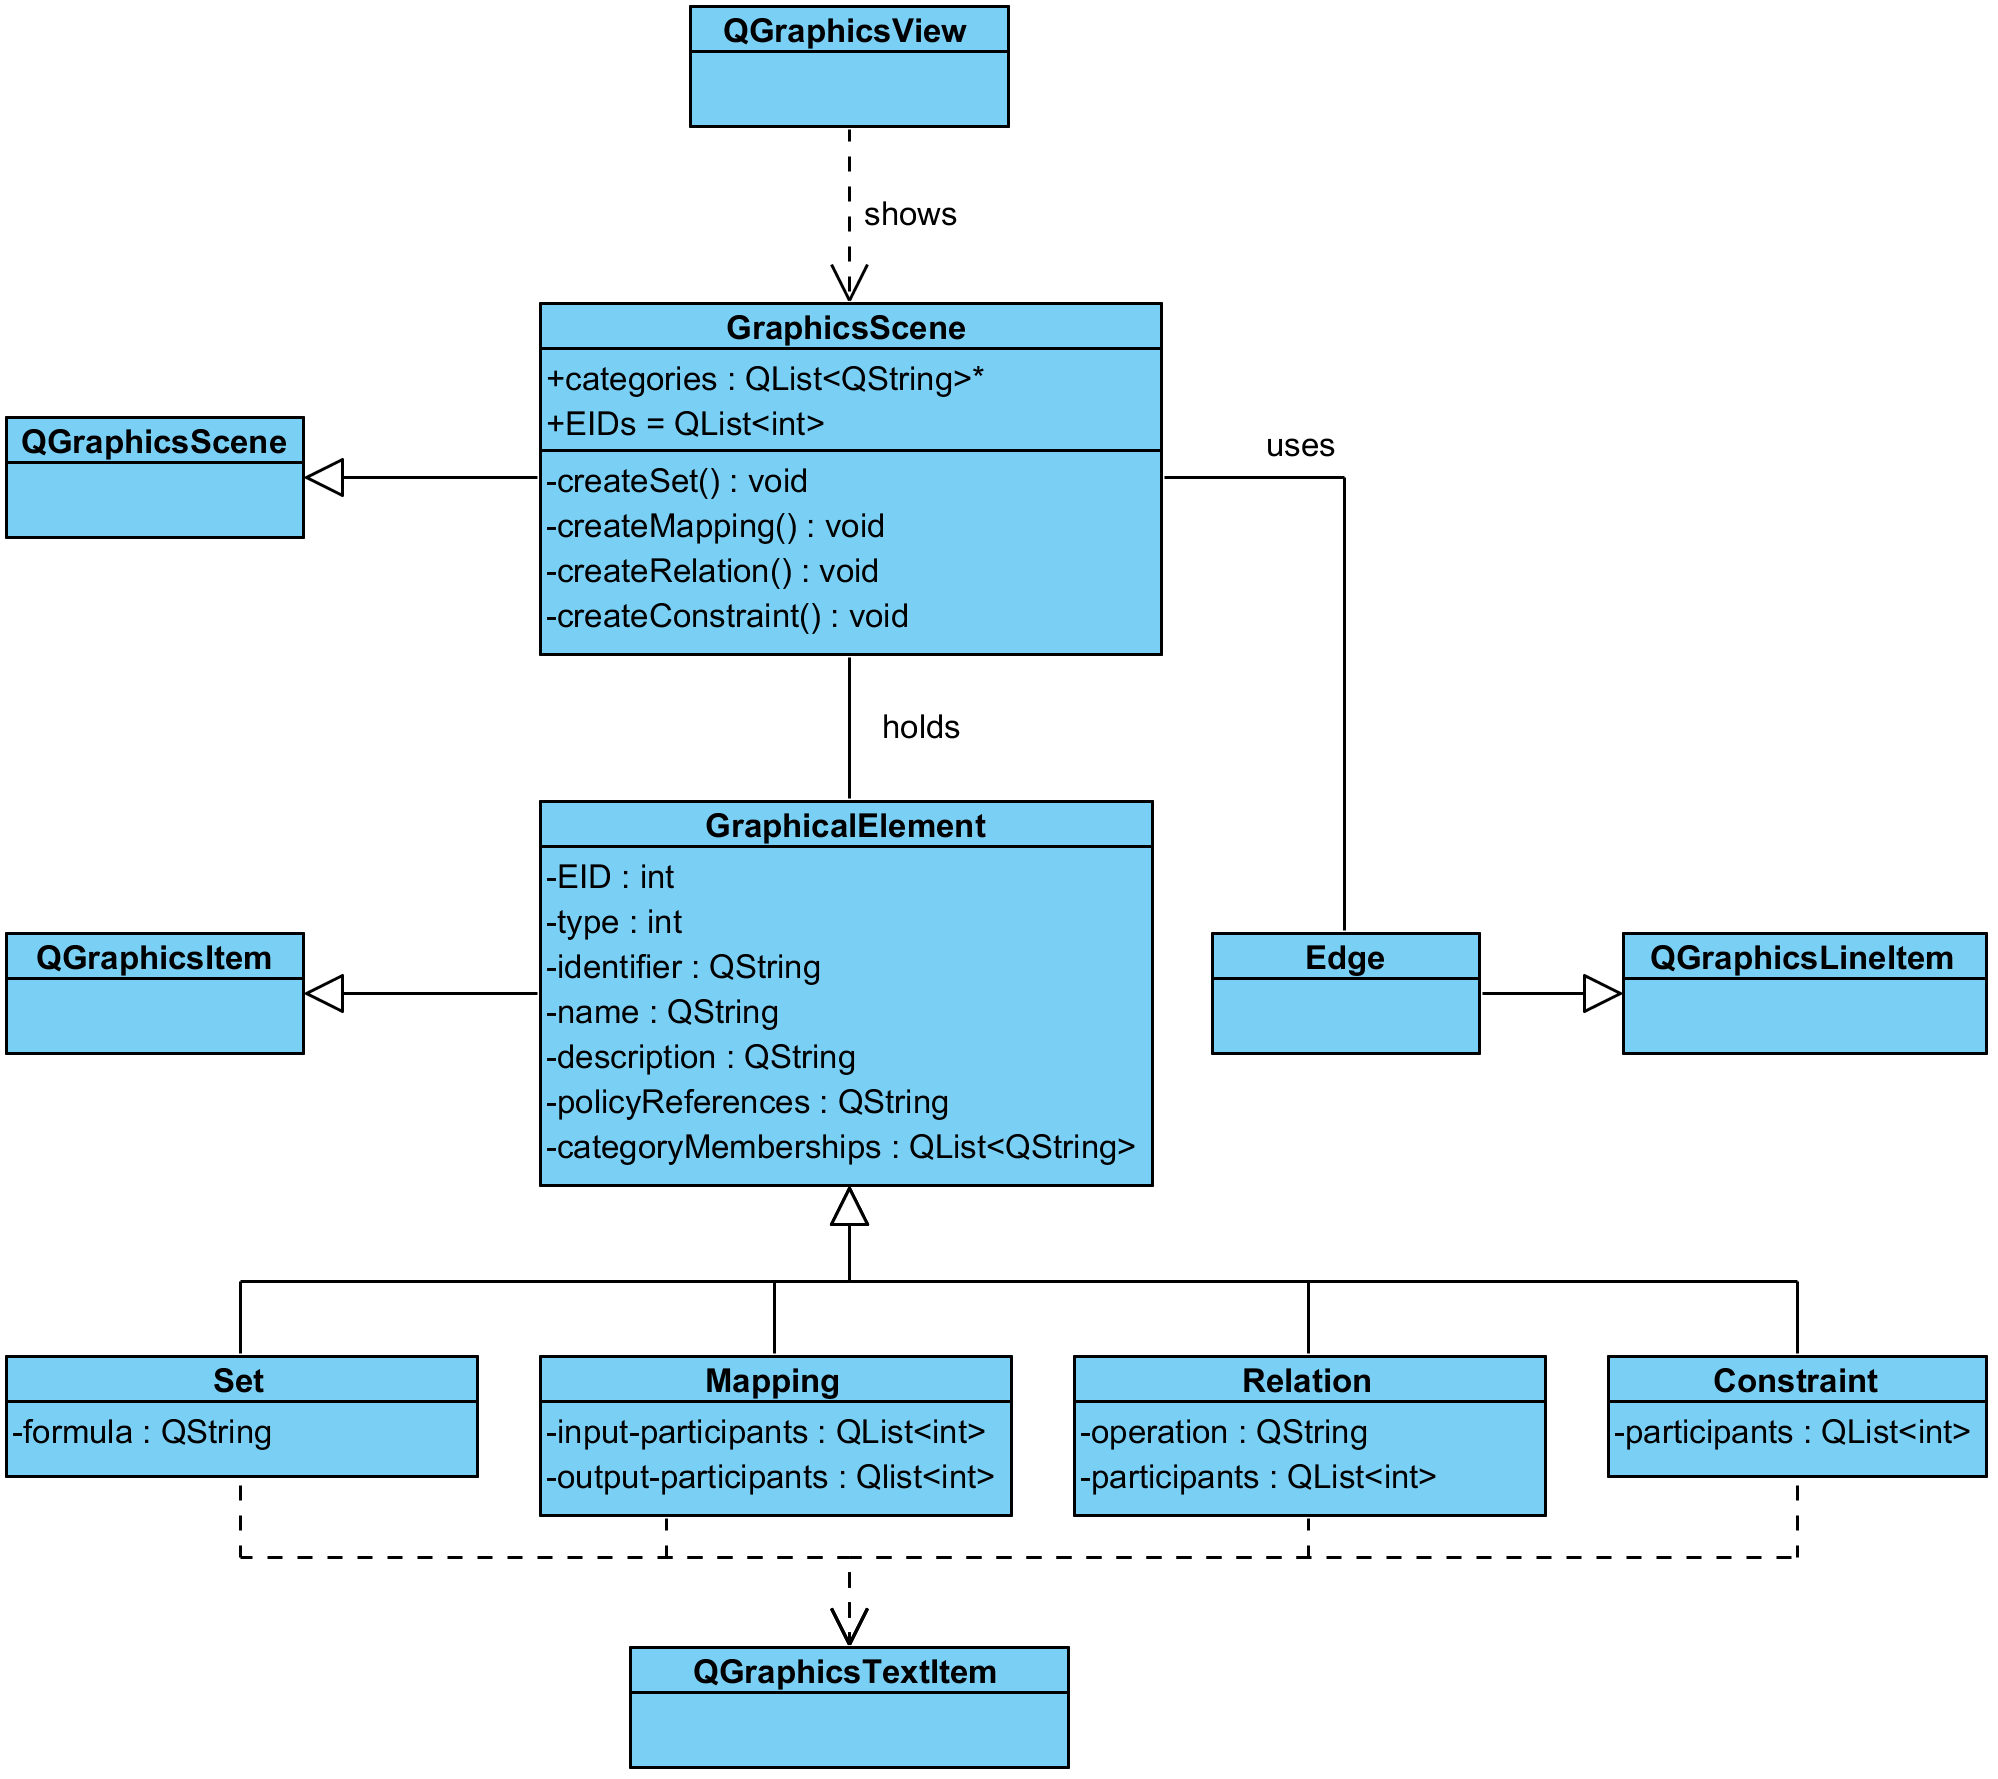 QGraphicsView
shows
GraphicsScene
+categories : QList<QString>*
+EIDs = QList<int>
-createSet() : void
-createMapping() : void
-createRelation() : void
-createConstraint() : void
QGraphicsScene
uses
holds
GraphicalElement
-EID : int
-type : int
-identifier : QString
-name : QString
-description : QString
-policyReferences : QString
-categoryMemberships : QList<QString>
QGraphicsItem
Edge
QGraphicsLineItem
Set
-formula : QString
Mapping
-input-participants : QList<int>
-output-participants : Qlist<int>
Relation
-operation : QString
-participants : QList<int>
Constraint
-participants : QList<int>
QGraphicsTextItem